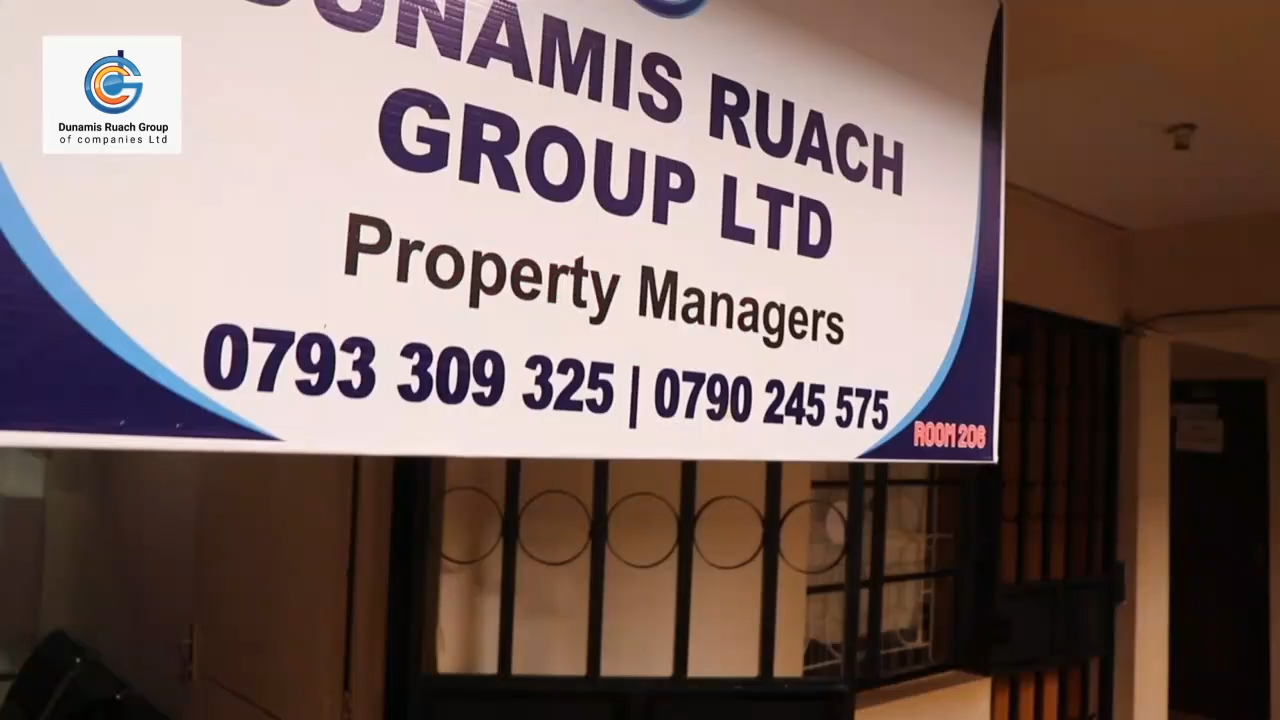 Dunamis Ruach Group
of companies Ltd
DUNAMIS RUACH
GROUP LTD
Property Managers
0793 309 325 | 0790 245 575
ROOM 206